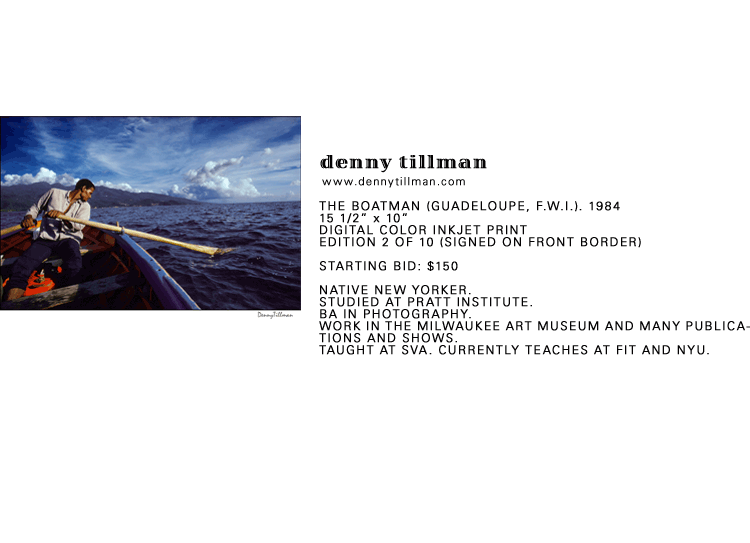 denny tillman
www.dennytillman.com
THE BOATMAN (GUADELOUPE, F.W.I.). 1984
15 1/2” x 10”
DIGITAL COLOR INKJET PRINT
EDITION 2 OF 10 (SIGNED ON FRONT BORDER)
STARTING BID: $150
NATIVE NEW YORKER.
STUDIED AT PRATT INSTITUTE.
BA IN PHOTOGRAPHY.
WORK IN THE MILWAUKEE ART MUSEUM AND MANY PUBLICA-
TIONS AND SHOWS.
TAUGHT AT SVA. CURRENTLY TEACHES AT FIT AND NYU.
DennyTillman